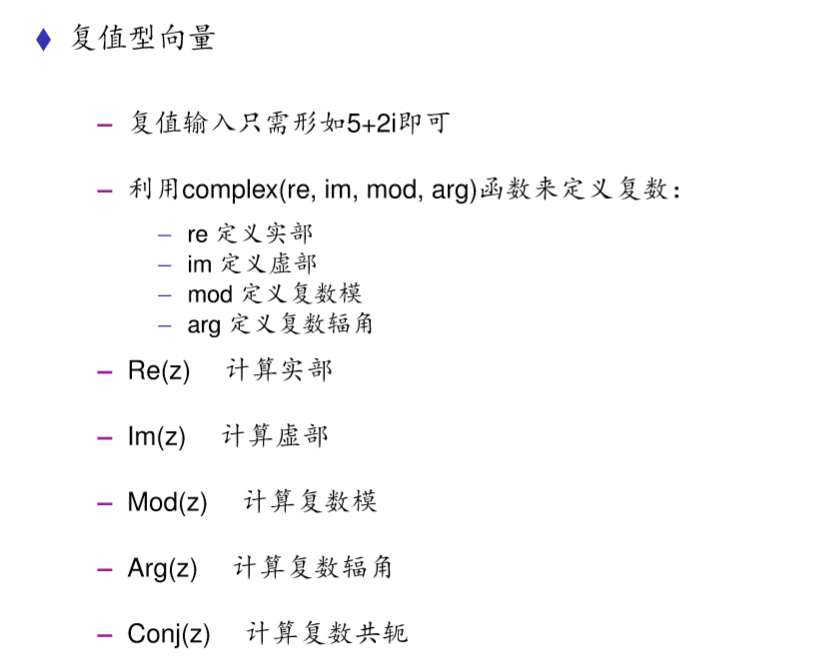 复值型向量
– 复值输入只需形如5+2i即可
– 利用complex(re, im, mod, arg)函数来定义复数：
– re 定义实部
– im 定义虚部
– mod 定义复数模
– arg 定义复数辐角
– Re(z) 计算实部
– Im(z) 计算虚部
– Mod(z) 计算复数模
– Arg(z) 计算复数辐角
– Conj(z) 计算复数共轭